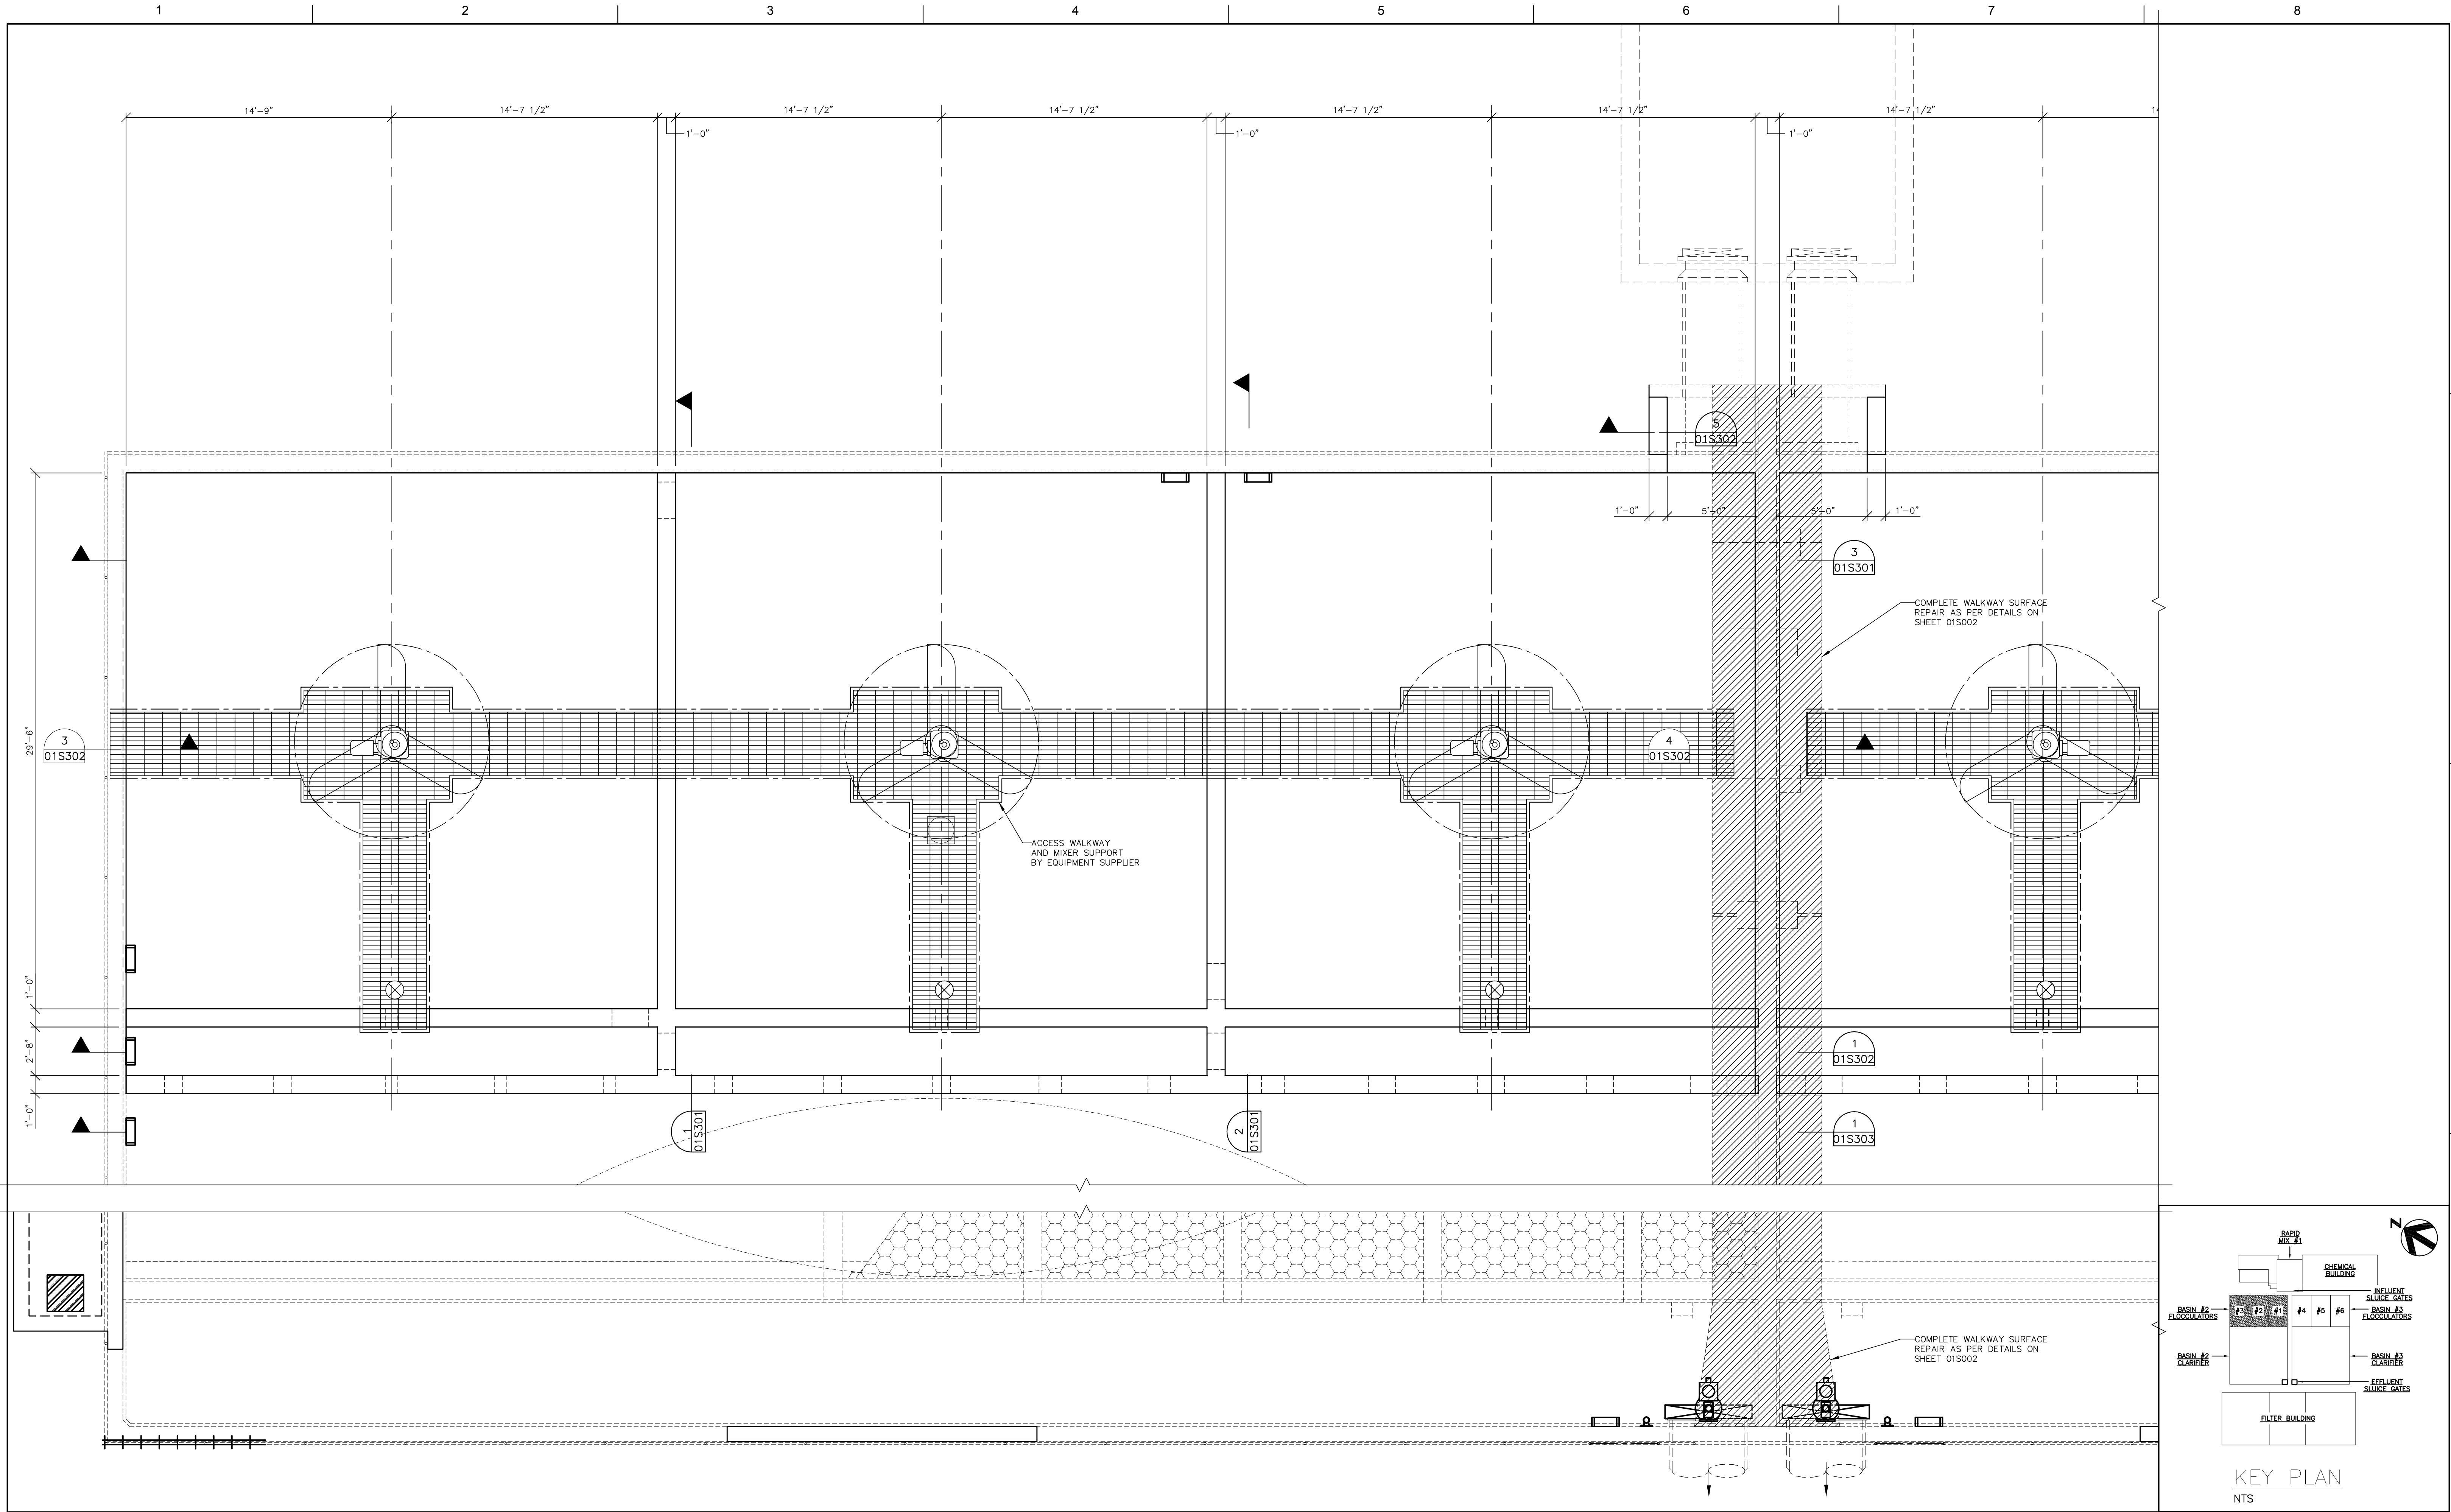 1
2
3
4
5
6
7
8
14'-9"
14'-7 1/2"
14'-7 1/2"
14'-7 1/2"
14'-7 1/2"
14'-7 1/2"
14'-7 1/2"
1'-0"
1'-0"
1'-0"
5
01S302
1'-0"
5'-0"
5'-0"
1'-0"
3
01S301
COMPLETE WALKWAY SURFACE
REPAIR AS PER DETAILS ON
SHEET 01S002
29'-6"
3
01S302
4
01S302
ACCESS WALKWAY
AND MIXER SUPPORT
BY EQUIPMENT SUPPLIER
1'-0"
2'-8"
1'-0"
1
01S302
1
01S301
2
01S301
1
01S303
COMPLETE WALKWAY SURFACE
REPAIR AS PER DETAILS ON
SHEET 01S002
N
RAPID
MIX #1
CHEMICAL
BUILDING
INFLUENT
SLUICE GATES
BASIN #2
FLOCCULATORS
#3
#2
#1
#4
#5
#6
BASIN #3
FLOCCULATORS
BASIN #2
CLARIFIER
BASIN #3
CLARIFIER
EFFLUENT
SLUICE GATES
FILTER BUILDING
KEY PLAN
NTS